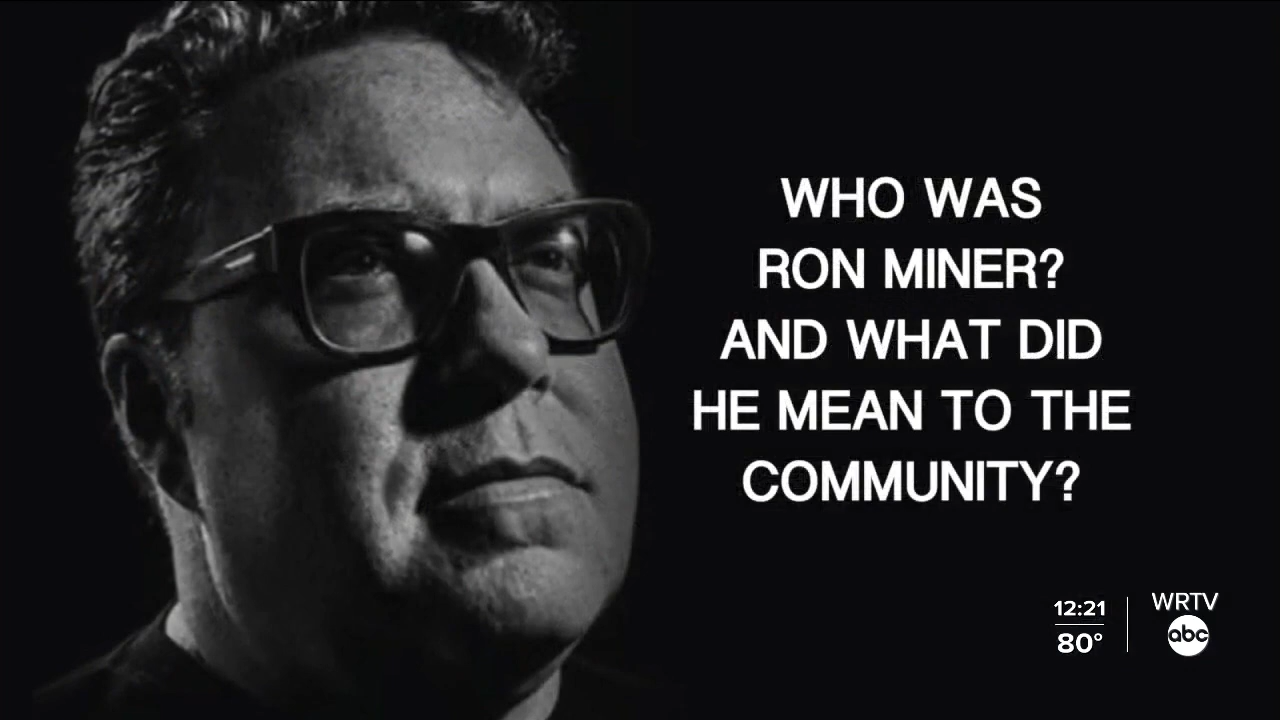 WHO WAS
RON MINER?
AND WHAT DID
HE MEAN TO THE
COMMUNITY?
12:21
80°
WRTV
abc